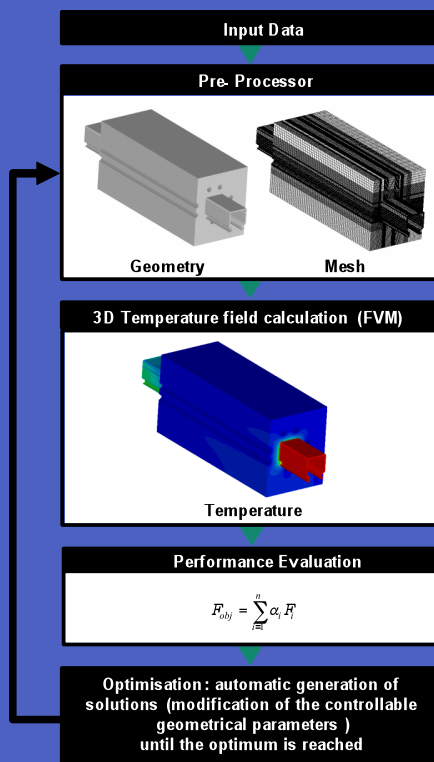 Input Data
Pre- Processor
Geometry Mesh
3D Temperature field calculation (FVM)
Temperature
Performance Evaluation
F_obj = \sum_{i=1}^{n} α_i F_i
Optimisation : automatic generation of
solutions (modification of the controllable
geometrical parameters )
until the optimum is reached